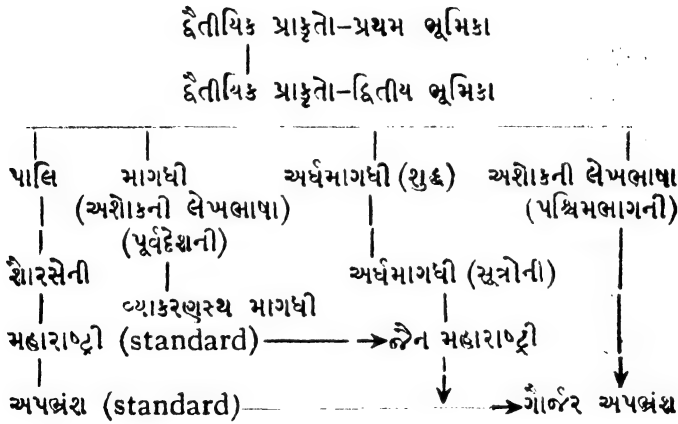 દ્વૈતીયિક પ્રાકૃતો-પ્રથમ ભૂમિકા
દ્વૈતીયિક પ્રાકૃતો-દ્વિતીય ભૂમિકા
પાલિ માગધી અર્ધમાગધી (શુદ્ધ) અશોકની લેખભાષા
(અશોકની લેખભાષા) (પશ્ચિમભાગની)
(પૂર્વદેશની)
શૌરસેની અર્ધમાગધી (સૂત્રોની)
વ્યાકરણસ્થ માગધી
મહારાષ્ટ્રી (standard) જૈન મહારાષ્ટ્રી
અપભ્રંશ (standard) ગૌર્જર અપભ્રંશ